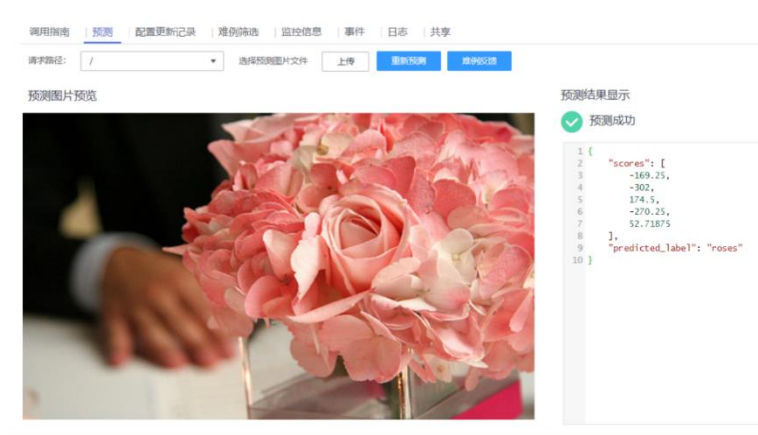 调用指南 | 预测 | 配置更新记录 | 难例筛选 | 监控信息 | 事件 | 日志 | 共享
请求路径： / 选择预测图片文件 上传 重新预测 难例反馈
预测图片预览
预测结果显示
预测成功
1 {
2 "scores": [
3 -169.25,
4 -302,
5 174.5,
6 -270.25,
7 52.71875
8 ],
9 "predicted_label": "roses"
10 }